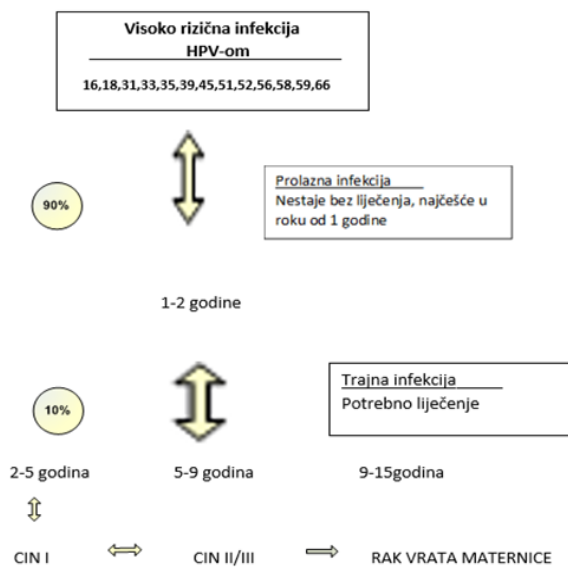 Visoko rizična infekcija
HPV-om
16,18,31,33,35,39,45,51,52,56,58,59,66
Prolazna infekcija
90%
Nestaje bez liječenja, najčešće u
roku od 1 godine
1-2 godine
Trajna infekcija
10%
Potrebno liječenje
2-5 godina
5-9 godina
9-15godina
CIN I
CIN II/III
RAK VRATA MATERNICE